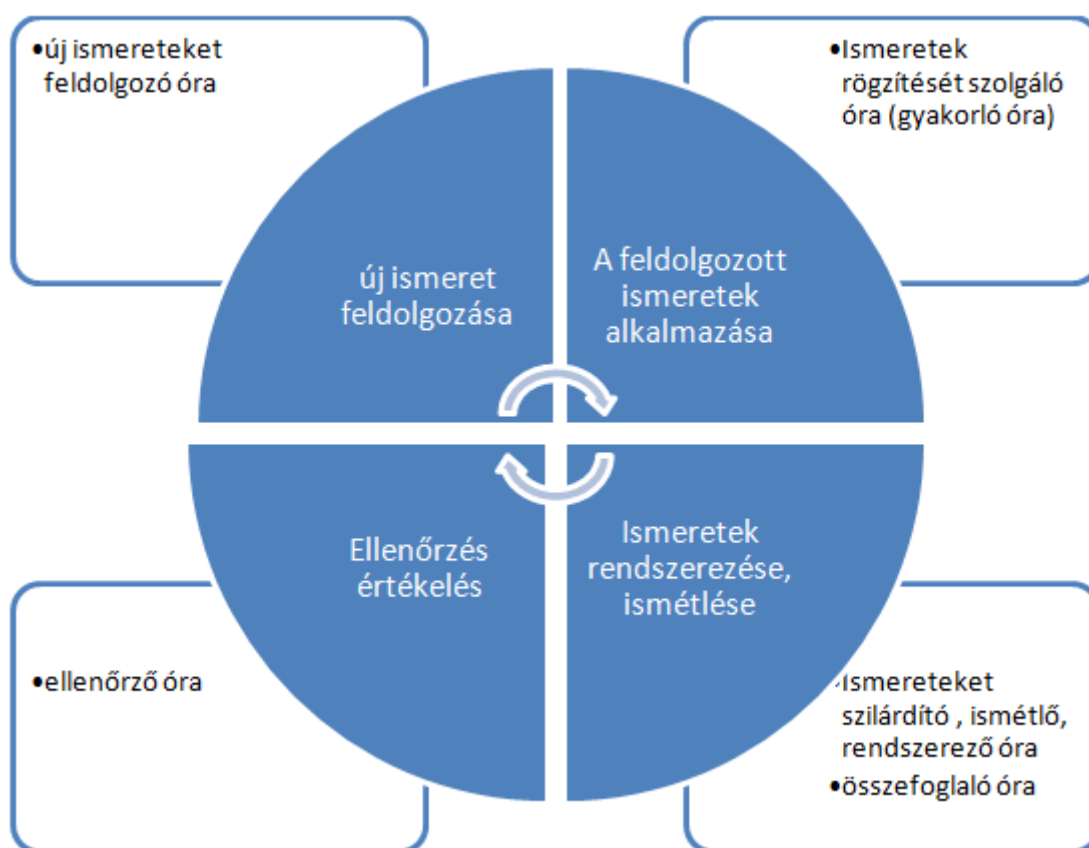 •új ismereteket
feldolgozó óra
•Ismeretek
rögzítését szolgáló
óra (gyakorló óra)
új ismeret
feldolgozása
A feldolgozott
ismeretek
alkalmazása
Ellenőrzés
értékelés
Ismeretek
rendszerezése,
ismétlése
•ellenőrző óra
•Ismereteket
szilárdító , ismétlő,
rendszerező óra
•összefoglaló óra